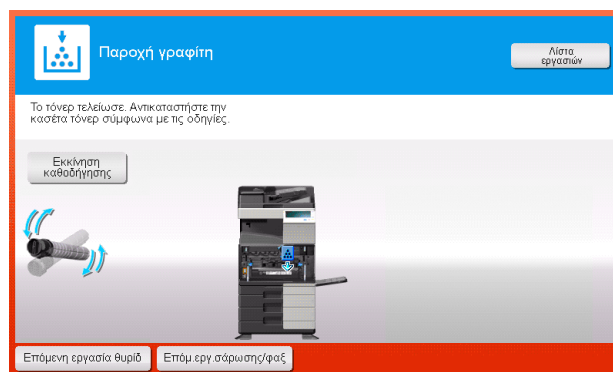 Παροχή γραφίτη
Λίστα
εργασιών
Το τόνερ τελείωσε. Αντικαταστήστε την
κασέτα τόνερ σύμφωνα με τις οδηγίες.
Εκκίνηση
καθοδήγησης
Επόμενη εργασία θυρίδ
Επόμ.εργ.σάρωσης/φαξ